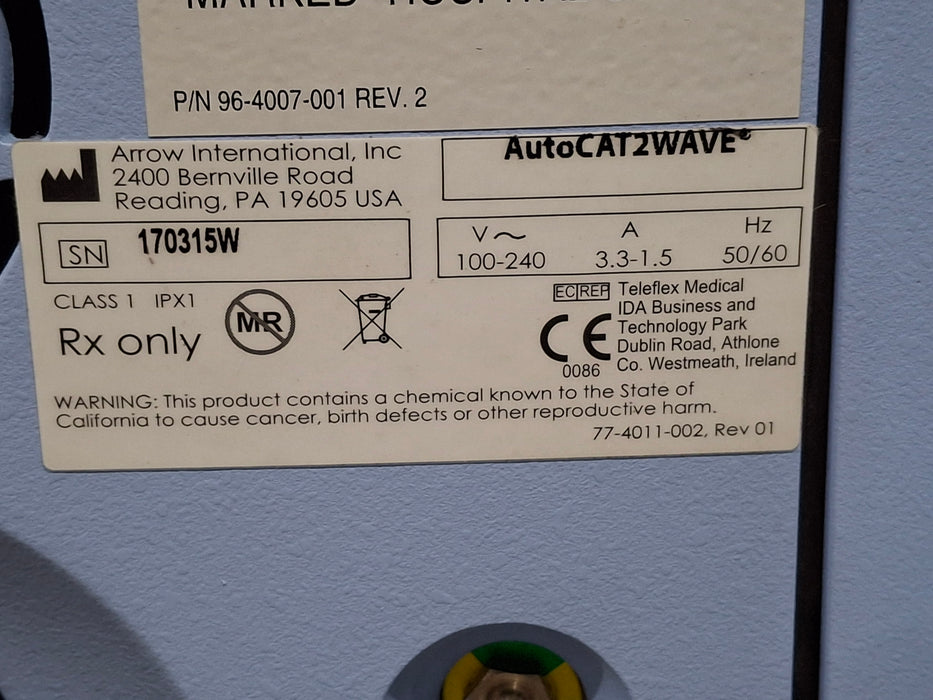 P/N 96-4007-001 REV. 2
Arrow International, Inc
2400 Bernville Road
Reading, PA 19605 USA
AutoCAT2WAVE®
SN 170315W
V~ A Hz
100-240 3.3-1.5 50/60
CLASS 1 IPX1
Rx only
MR
EC REP Teleflex Medical
IDA Business and
Technology Park
Dublin Road, Athlone
Co. Westmeath, Ireland
CE
0086
WARNING: This product contains a chemical known to the State of
California to cause cancer, birth defects or other reproductive harm.
77-4011-002, Rev 01